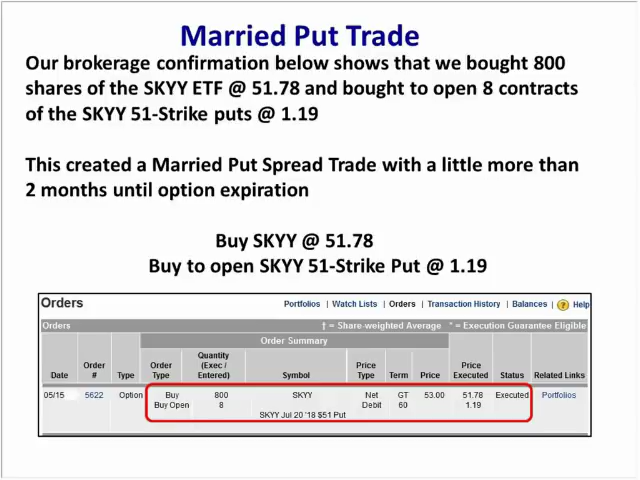 Married Put Trade
Our brokerage confirmation below shows that we bought 800
shares of the SKYY ETF @ 51.78 and bought to open 8 contracts
of the SKYY 51-Strike puts @ 1.19
This created a Married Put Spread Trade with a little more than
2 months until option expiration
Buy SKYY @ 51.78
Buy to open SKYY 51-Strike Put @ 1.19
Orders
Portfolios | Watch Lists | Orders | Transaction History | Balances | ? Help
Orders † = Share-weighted Average * = Execution Guarantee Eligible
Order Summary
Date Order # Type Order Type Quantity (Exec / Entered) Symbol Price Type Term Price Price Executed Status Related Links
05/15 5622 Option Buy 800 SKYY Net GT 53.00 51.78 Executed Portfolios
Buy Open 8 Debit 60 1.19
SKYY Jul 20 '18 $51 Put